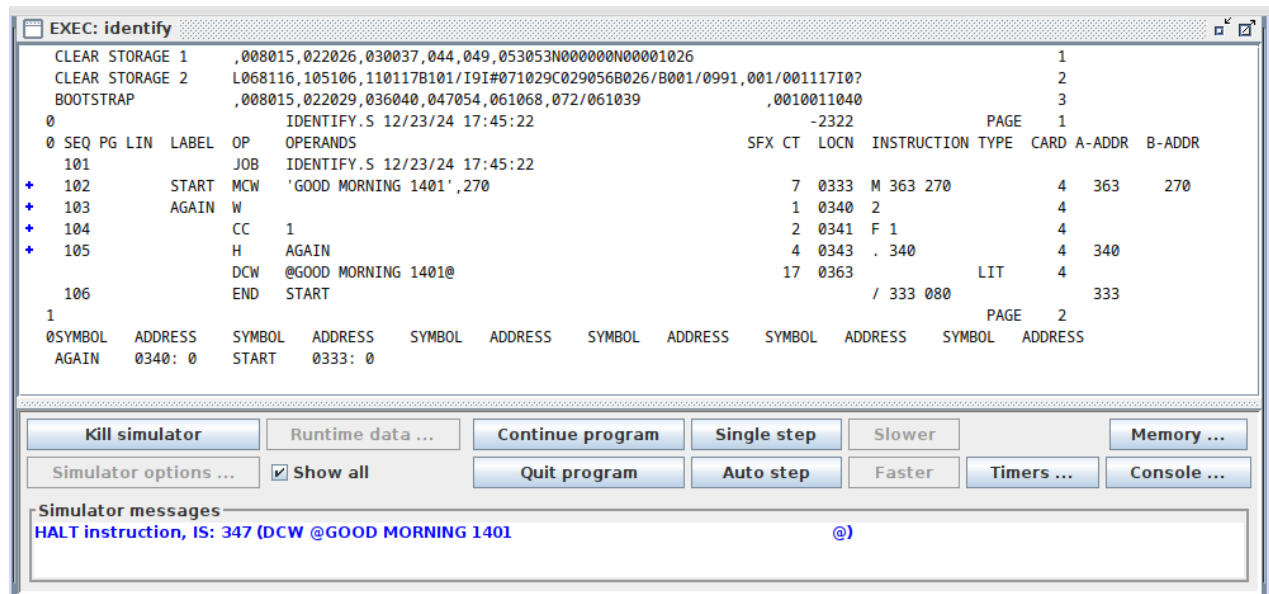 EXEC: identify
CLEAR STORAGE 1 ,008015,022026,030037,044,049,053053N000000N00001026 1
CLEAR STORAGE 2 L068116,105106,110117B101/I9I#071029C029056B026/B001/0991,001/001117I0? 2
BOOTSTRAP ,008015,022029,036040,047054,061068,072/061039 ,0010011040 3
0 IDENTIFY.S 12/23/24 17:45:22 -2322 PAGE 1
0 SEQ PG LIN LABEL OP OPERANDS SFX CT LOCN INSTRUCTION TYPE CARD A-ADDR B-ADDR
101 JOB IDENTIFY.S 12/23/24 17:45:22
+ 102 START MCW 'GOOD MORNING 1401',270 7 0333 M 363 270 4 363 270
+ 103 AGAIN W 1 0340 2 4
+ 104 CC 1 2 0341 F 1 4
+ 105 H AGAIN 4 0343 . 340 4 340
DCW @GOOD MORNING 1401@ 17 0363 LIT 4
106 END START / 333 080 333
1 PAGE 2
0SYMBOL ADDRESS SYMBOL ADDRESS SYMBOL ADDRESS SYMBOL ADDRESS SYMBOL ADDRESS SYMBOL ADDRESS
AGAIN 0340: 0 START 0333: 0
Kill simulator Runtime data ... Continue program Single step Slower Memory ...
Simulator options ... Show all Quit program Auto step Faster Timers ... Console ...
Simulator messages
HALT instruction, IS: 347 (DCW @GOOD MORNING 1401 @)